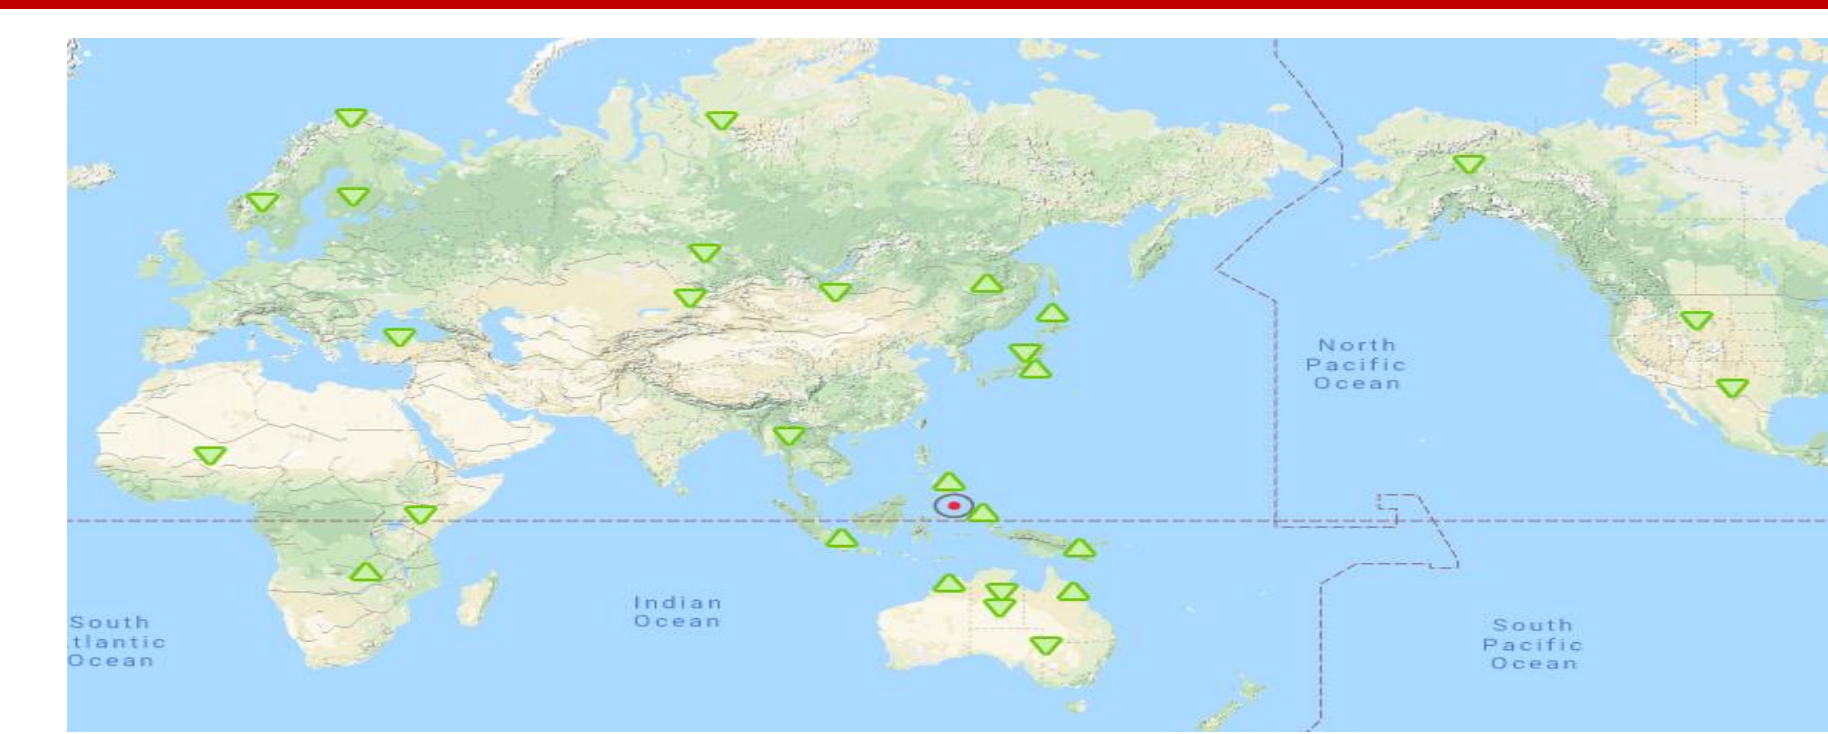 North
Pacific
Ocean
Indian
Ocean
South
tlantic
Ocean
South
Pacific
Ocean